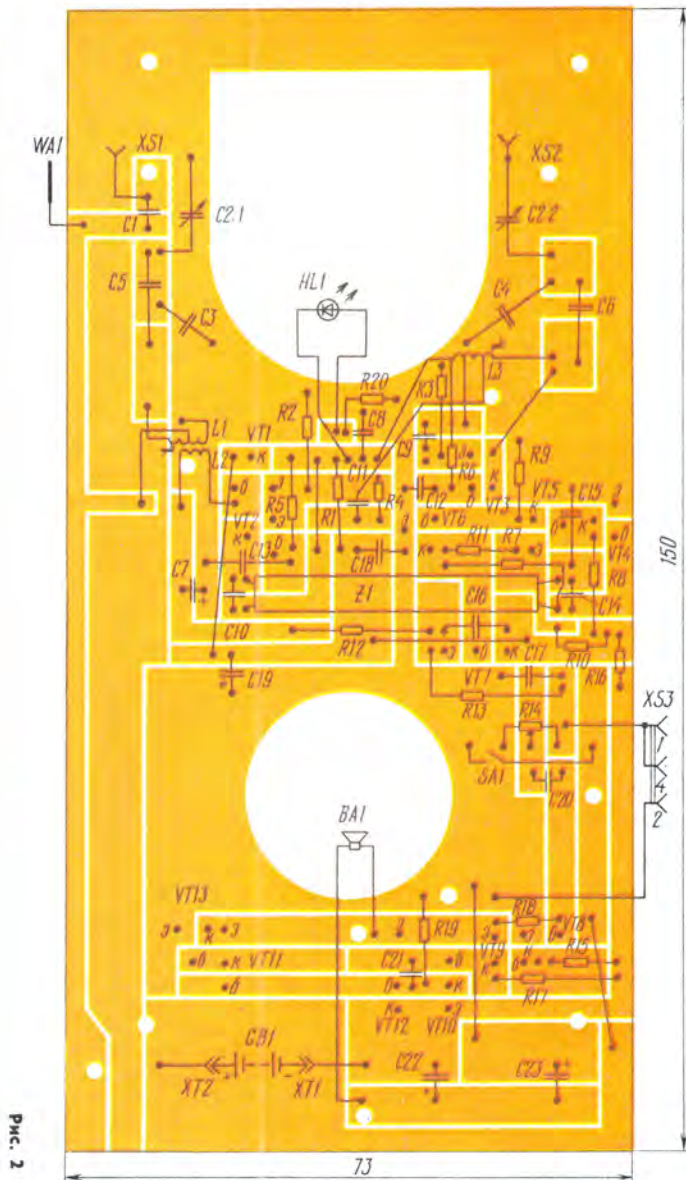 WA1
XS1
XS2
C1
C2.1
C2.2
C5
C3
HL1
C4
C6
L3
R20
R3
R2
C8
L1
C9
VT1
К
L2
C11
R6
Э
R9
К
Б
Э
R5
R1
R4
C12
Б
VT3
VT5
C15
Э
VT2
Э
Э
Б
VT6
К
Б
К
Б
К
Б
VT4
К
R11
R7
Э
C13
C18
R8
C7
+
Z1
C14
C10
C16
R12
Э
Б
К
R10
R16
C19
+
VT7
C17
R13
XS3
R14
1
SA1
4
C20
2
BA1
VT13
R18
Э
К
Э
Э
R19
Э
Э
Б
VT8
VT9
К
Б
К
VT11
C21
Б
К
Б
R15
Б
Б
К
R17
К
Э
VT12
VT10
GB1
XT2
+
-
XT1
C22
+
C23
+
150
73
Рис. 2